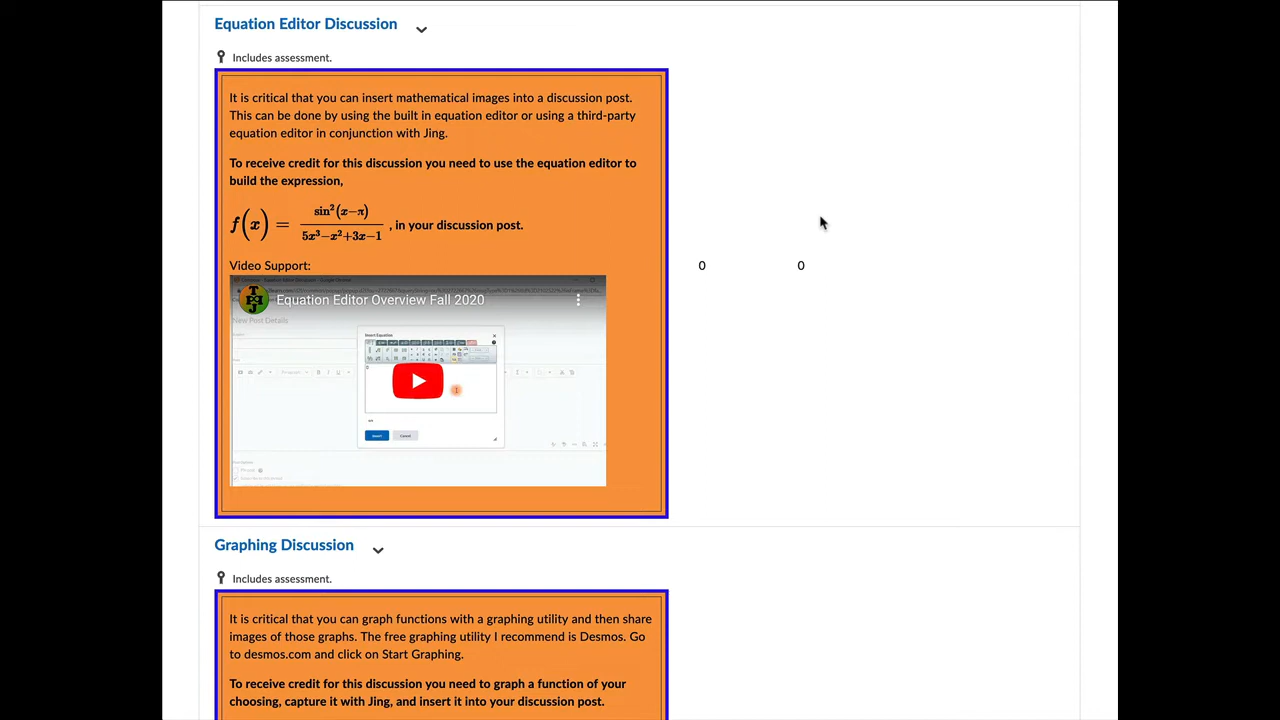 Equation Editor Discussion
Includes assessment.
It is critical that you can insert mathematical images into a discussion post.
This can be done by using the built in equation editor or using a third-party
equation editor in conjunction with Jing.
To receive credit for this discussion you need to use the equation editor to
build the expression,
f(x) = sin²(x−π) / 5x³−x²+3x−1 , in your discussion post.
Video Support:
0 0
Equation Editor Overview Fall 2020
New Post Details
Insert Equation
Insert Cancel
Graphing Discussion
Includes assessment.
It is critical that you can graph functions with a graphing utility and then share
images of those graphs. The free graphing utility I recommend is Desmos. Go
to desmos.com and click on Start Graphing.
To receive credit for this discussion you need to graph a function of your
choosing, capture it with Jing, and insert it into your discussion post.